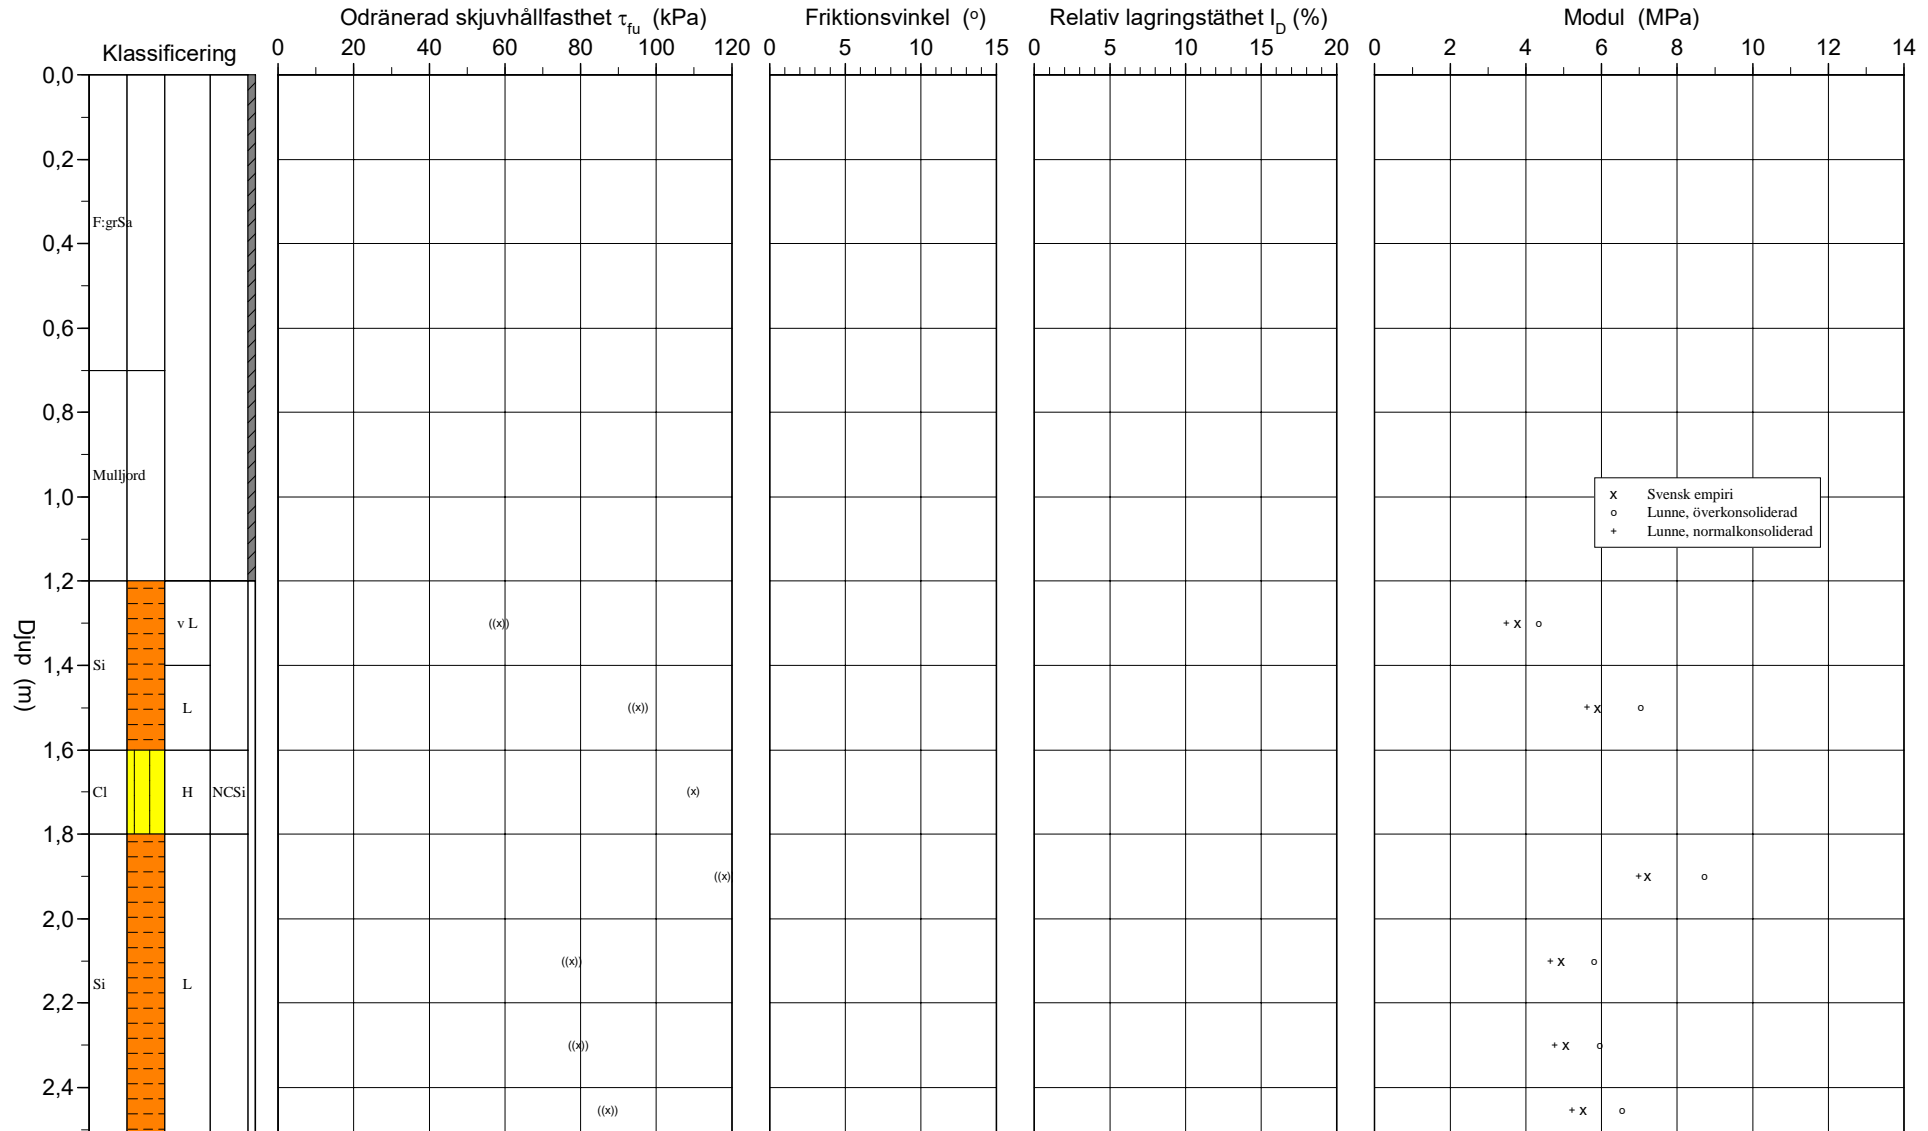 Odränerad skjuvhållfasthet τfu (kPa)
Friktionsvinkel (o)
Relativ lagringstäthet ID (%)
Modul (MPa)
Klassificering
0 20 40 60 80 100 120
0 5 10 15
0 5 10 15 20
0 2 4 6 8 10 12 14
Djup (m)
0,0
0,2
F:grSa
0,4
0,6
0,8
Mulljord
1,0
x Svensk empiri
o Lunne, överkonsoliderad
+ Lunne, normalkonsoliderad
1,2
v L
((x))
+ x o
1,4
Si
L
((x))
+ x o
1,6
Cl H NCSi
(x)
1,8
((x)
+ x o
2,0
((x))
+ x o
Si
L
2,2
((x))
+ x o
2,4
((x))
+ x o